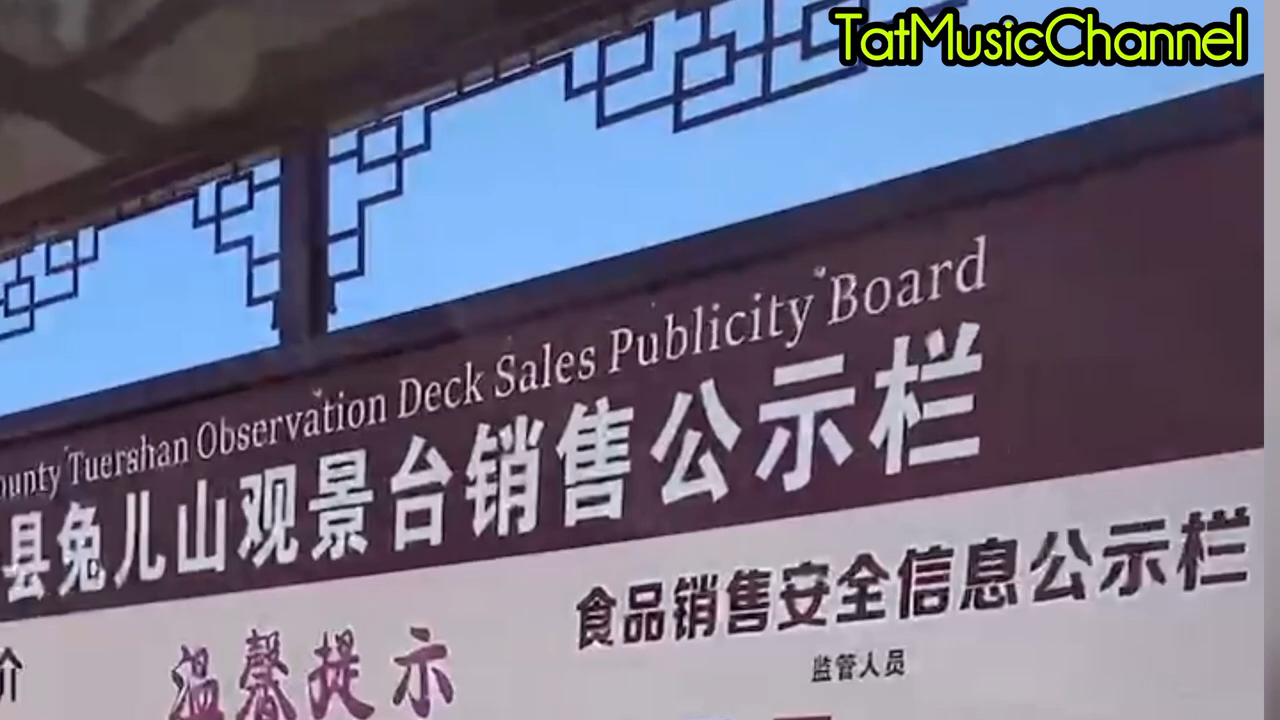 TatMusicChannel
ounty Tuershan Observation Deck Sales Publicity Board
县兔儿山观景台销售公示栏
食品销售安全信息公示栏
监管人员
介
温馨提示